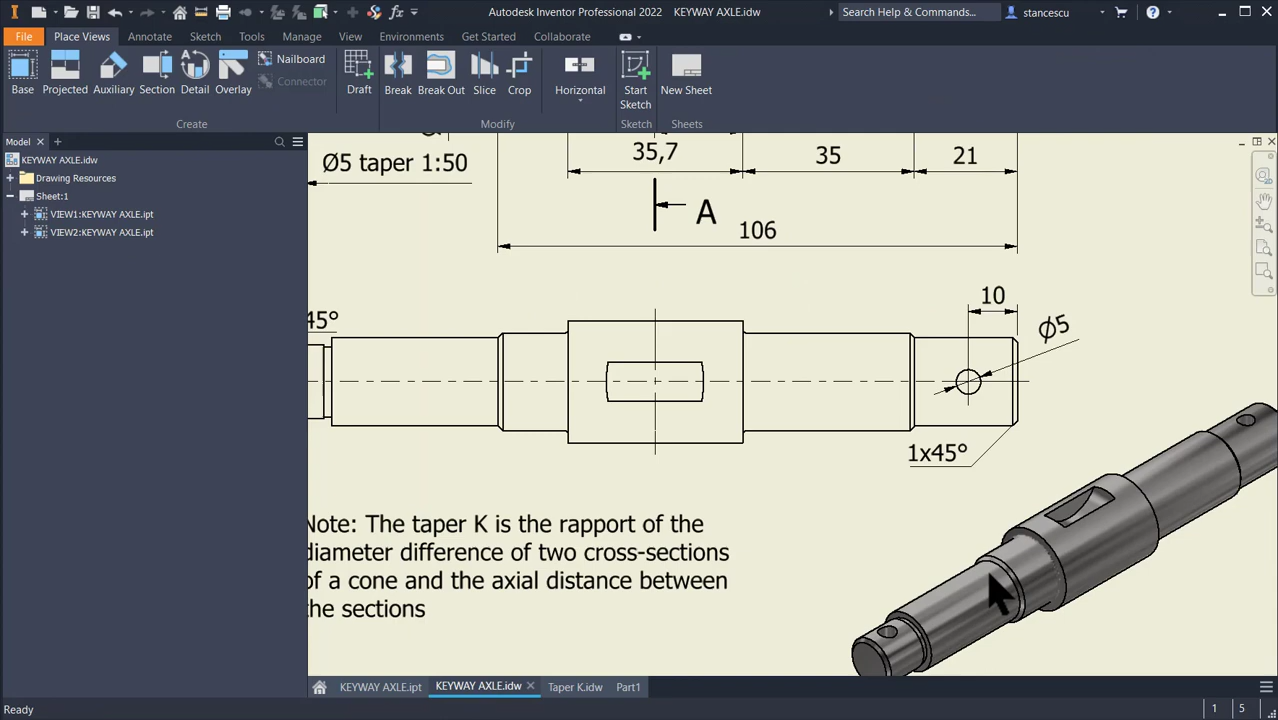 Autodesk Inventor Professional 2022 KEYWAY AXLE.idw
Search Help & Commands...
stancescu
File Place Views Annotate Sketch Tools Manage View Environments Get Started Collaborate
Base Projected Auxiliary Section Detail Overlay
Nailboard
Connector
Draft
Break Break Out Slice Crop
Horizontal
Start
Sketch
New Sheet
Create Modify Sketch Sheets
Model
KEYWAY AXLE.idw
Drawing Resources
Sheet:1
VIEW1:KEYWAY AXLE.ipt
VIEW2:KEYWAY AXLE.ipt
Ø5 taper 1:50
35,7
35
21
A
106
10
Ø5
45°
1x45°
Note: The taper K is the rapport of the
diameter difference of two cross-sections
of a cone and the axial distance between
the sections
KEYWAY AXLE.ipt KEYWAY AXLE.idw Taper K.idw Part1
Ready
1 5